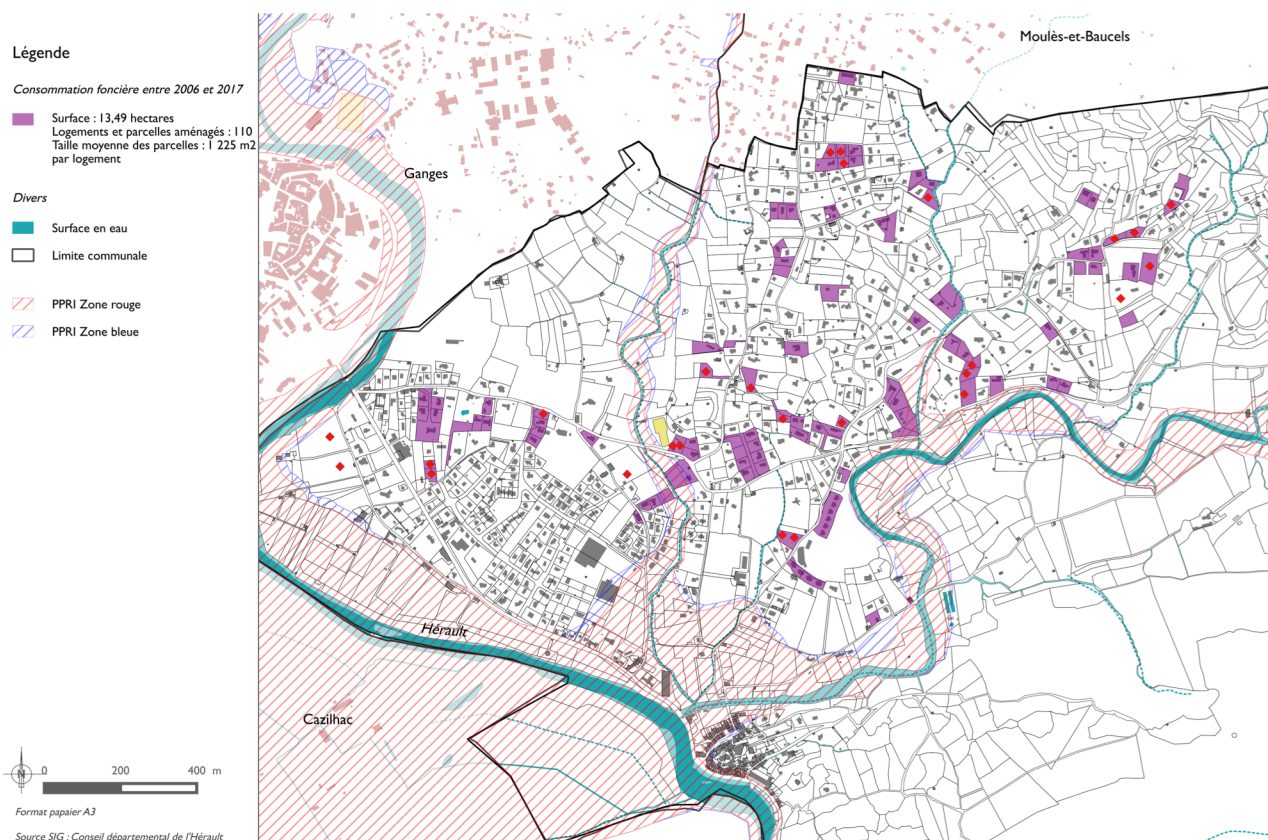 Légende
Consommation foncière entre 2006 et 2017
Surface : 13,49 hectares
Logements et parcelles aménagés : 110
Taille moyenne des parcelles : 1 225 m2
par logement
Divers
Surface en eau
Limite communale
PPRI Zone rouge
PPRI Zone bleue
Moulès-et-Baucels
Ganges
Hérault
Cazilhac
N
0 200 400 m
Format papaier A3
Source SIG : Conseil départemental de l'Hérault